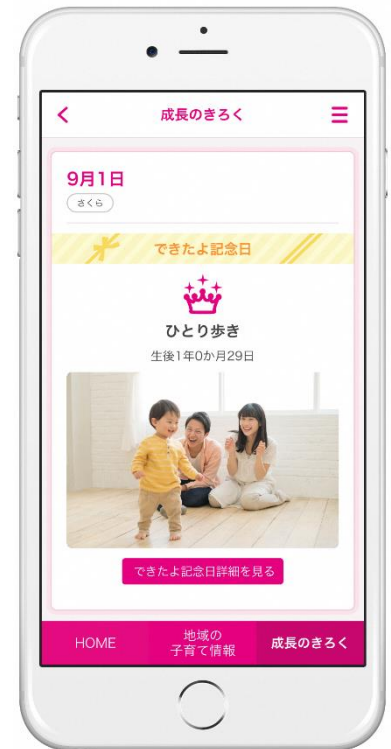 成長のきろく
9月1日
さくら
できたよ記念日
ひとり歩き
生後1年0か月29日
できたよ記念日詳細を見る
HOME
地域の
子育て情報
成長のきろく